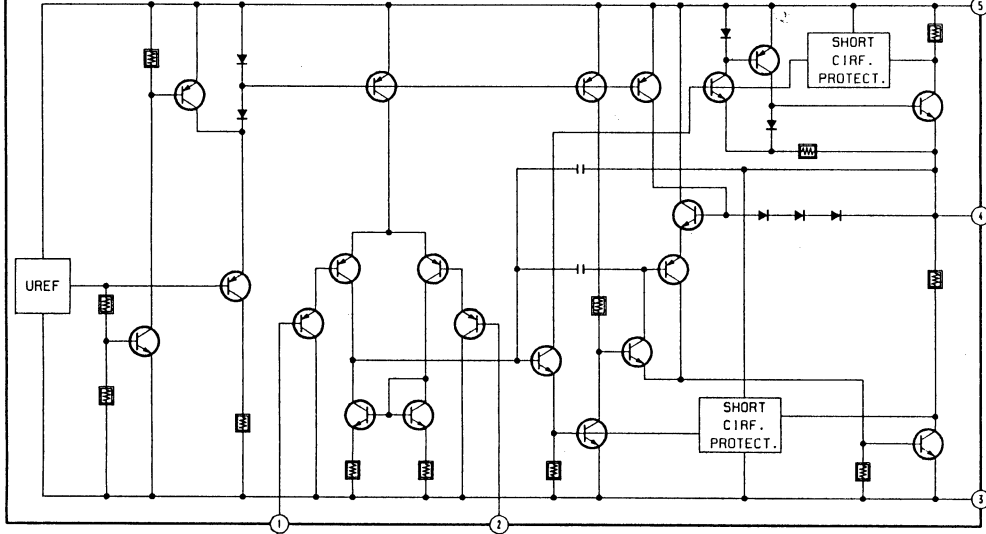 5
SHORT
CIRF.
PROTECT.
4
UREF
SHORT
CIRF.
PROTECT.
3
1
2